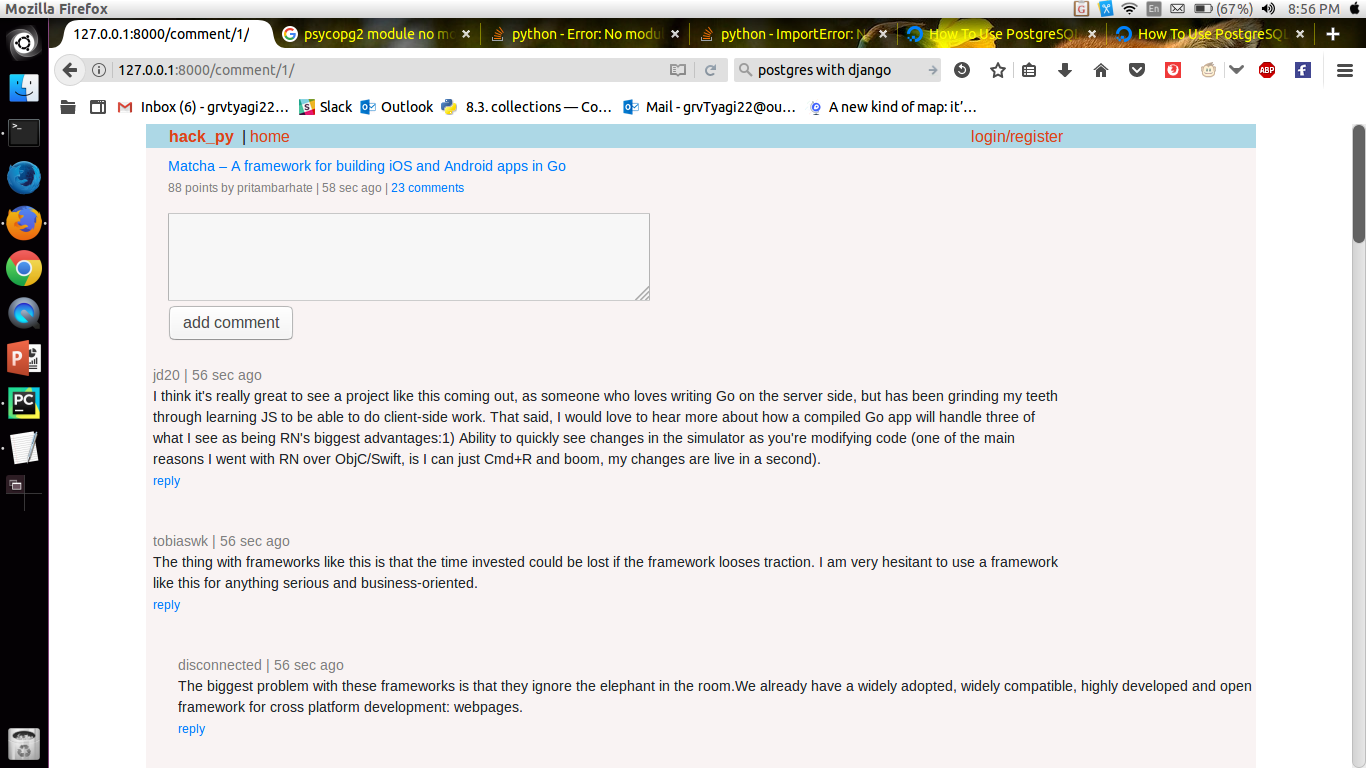 Mozilla Firefox
En
(67%)
8:56 PM
127.0.0.1:8000/comment/1/
psycopg2 module no mo
python - Error: No modul
python - ImportError: N
How To Use PostgreSQL
How To Use PostgreSQL
127.0.0.1:8000/comment/1/
postgres with django
ABP
Inbox (6) - grvtyagi22…
Slack
Outlook
8.3. collections — Co…
Mail - grvTyagi22@ou…
A new kind of map: it’…
hack_py | home
login/register
Matcha – A framework for building iOS and Android apps in Go
88 points by pritambarhate | 58 sec ago | 23 comments
add comment
jd20 | 56 sec ago
I think it's really great to see a project like this coming out, as someone who loves writing Go on the server side, but has been grinding my teeth
through learning JS to be able to do client-side work. That said, I would love to hear more about how a compiled Go app will handle three of
what I see as being RN's biggest advantages:1) Ability to quickly see changes in the simulator as you're modifying code (one of the main
reasons I went with RN over ObjC/Swift, is I can just Cmd+R and boom, my changes are live in a second).
reply
tobiaswk | 56 sec ago
The thing with frameworks like this is that the time invested could be lost if the framework looses traction. I am very hesitant to use a framework
like this for anything serious and business-oriented.
reply
disconnected | 56 sec ago
The biggest problem with these frameworks is that they ignore the elephant in the room.We already have a widely adopted, widely compatible, highly developed and open
framework for cross platform development: webpages.
reply